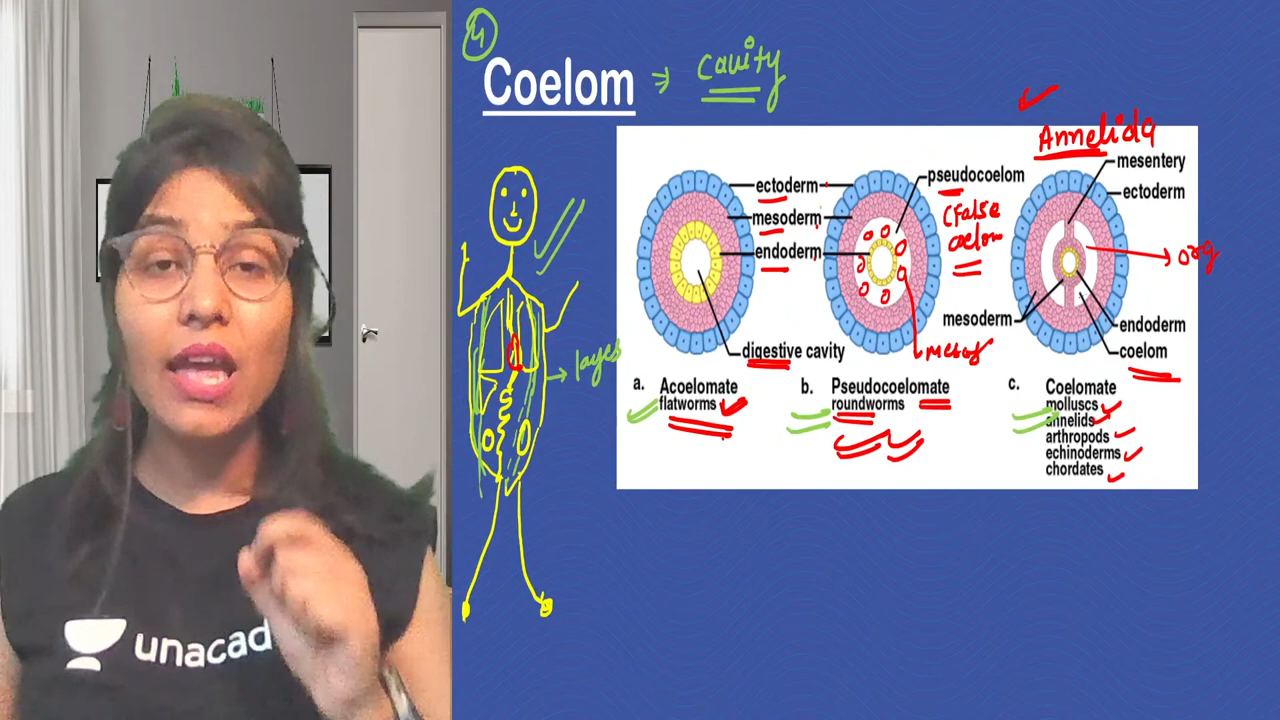 4
Coelom → cavity
Annelida
mesentery
ectoderm
pseudocoelom
ectoderm
(False
coelom
mesoderm
endoderm
org
mesoderm
endoderm
digestive cavity
coelom
a. Acoelomate
flatworms
b. Pseudocoelomate
roundworms
c. Coelomate
molluscs
annelids
arthropods
echinoderms
chordates
unacad